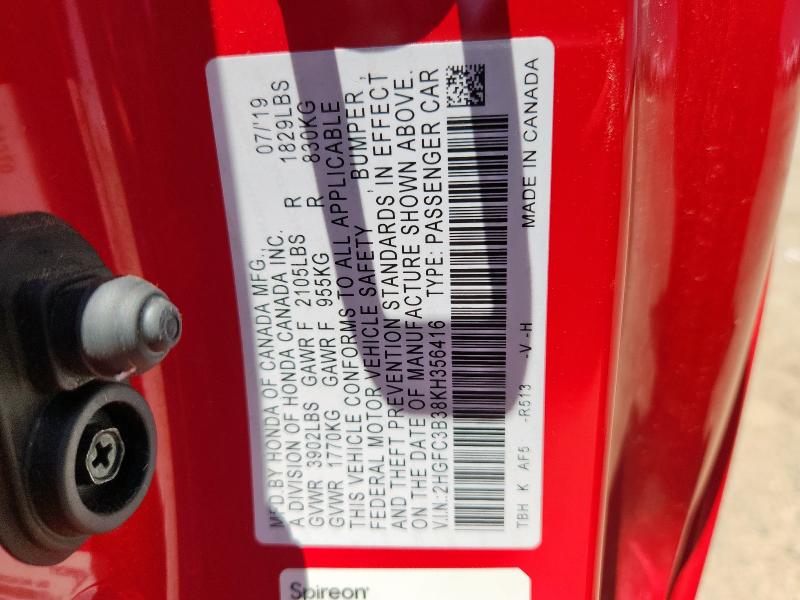 MFD.BY HONDA OF CANADA MFG., 07/'19
A DIVISION OF HONDA CANADA INC.
GVWR 3902LBS GAWR F 2105LBS R 1829LBS
GVWR 1770KG GAWR F 955KG R 830KG
THIS VEHICLE CONFORMS TO ALL APPLICABLE
FEDERAL MOTOR VEHICLE SAFETY, BUMPER,
AND THEFT PREVENTION STANDARDS IN EFFECT
ON THE DATE OF MANUFACTURE SHOWN ABOVE.
V.I.N.:2HGFC3B38KH356416 TYPE: PASSENGER CAR
TBH K AF5 -R513 -V -H MADE IN CANADA
Spireon